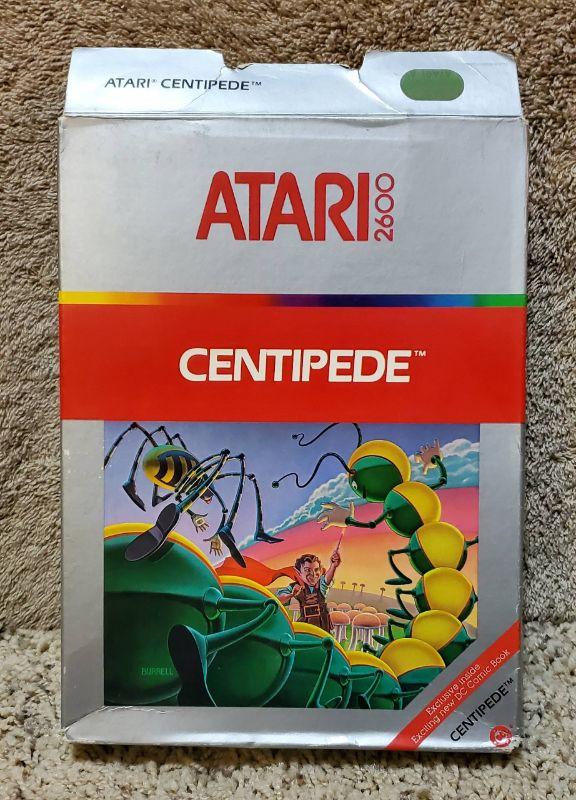 ATARI® CENTIPEDE™
ATARI 2600
CENTIPEDE™
BURRELL
Exclusive inside
Exciting new DC Comic Book
CENTIPEDE™